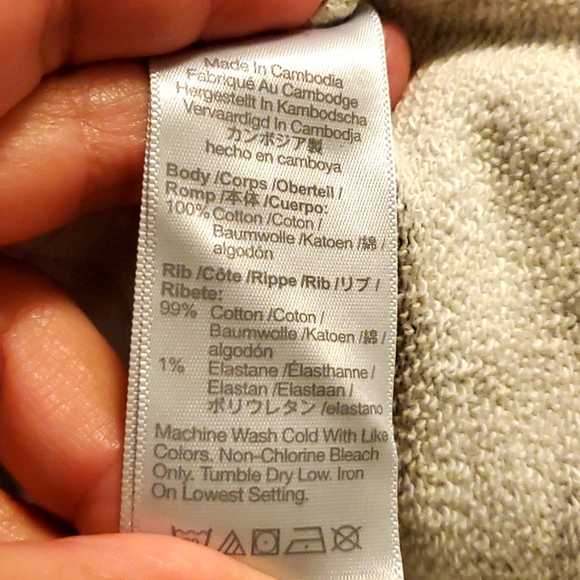 Made In Cambodia
Fabriqué Au Cambodge
Hergestellt In Kambodscha
Vervaardigd In Cambodja
カンボジア製
hecho en camboya
Body /Corps /Oberteil /
Romp /本体 /Cuerpo:
100% Cotton /Coton /
Baumwolle /Katoen /綿 /
algodón
Rib /Côte /Rippe /Rib /リブ /
Ribete:
99% Cotton /Coton /
Baumwolle /Katoen /綿 /
algodón
1% Elastane /Élasthanne /
Elastan /Elastaan /
ポリウレタン /elastano
Machine Wash Cold With Like
Colors. Non-Chlorine Bleach
Only. Tumble Dry Low. Iron
On Lowest Setting.